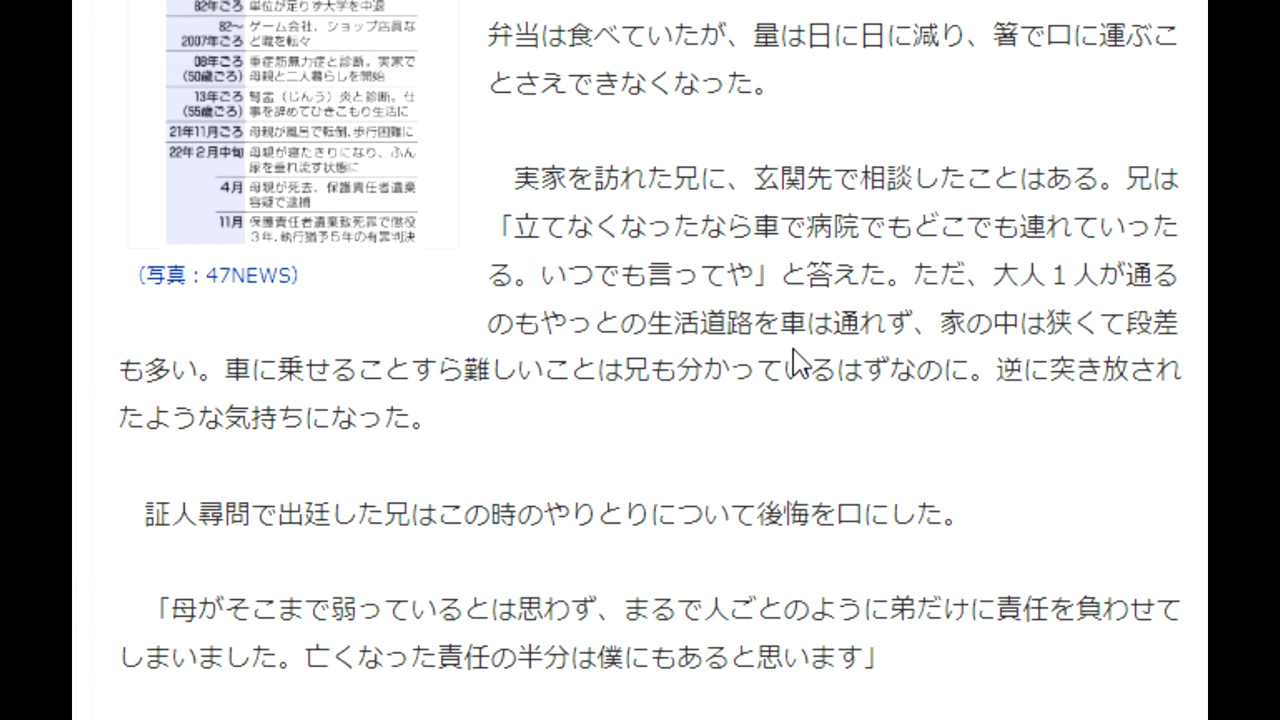 82年ごろ 単位が足りず大学を中退
82～2007年ごろ ゲーム会社、ショップ店員など職を転々
08年ごろ(50歳ごろ) 重症筋無力症と診断。実家で母親と二人暮らしを開始
13年ごろ(55歳ごろ) 腎盂（じんう）炎と診断。仕事を辞めてひきこもり生活に
21年11月ごろ 母親が風呂で転倒、歩行困難に
22年2月中旬 母親が寝たきりになり、ふん尿を垂れ流す状態に
4月 母親が死去、保護責任者遺棄容疑で逮捕
11月 保護責任者遺棄致死罪で懲役3年、執行猶予5年の有罪判決
（写真：47NEWS）
弁当は食べていたが、量は日に日に減り、箸で口に運ぶこ
とさえできなくなった。
実家を訪れた兄に、玄関先で相談したことはある。兄は
「立てなくなったなら車で病院でもどこでも連れていった
る。いつでも言ってや」と答えた。ただ、大人１人が通る
のもやっとの生活道路を車は通れず、家の中は狭くて段差
も多い。車に乗せることすら難しいことは兄も分かっているはずなのに。逆に突き放され
たような気持ちになった。
証人尋問で出廷した兄はこの時のやりとりについて後悔を口にした。
「母がそこまで弱っているとは思わず、まるで人ごとのように弟だけに責任を負わせて
しまいました。亡くなった責任の半分は僕にもあると思います」